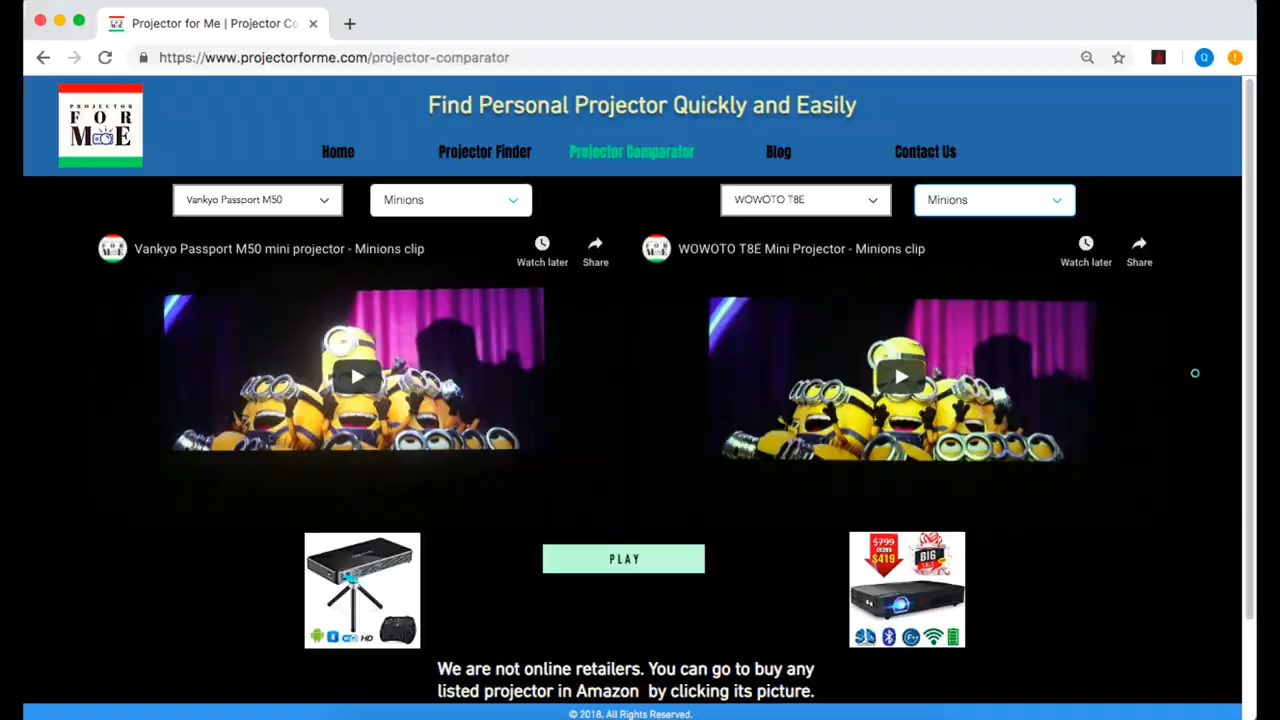 Projector for Me | Projector Co
https://www.projectorforme.com/projector-comparator
Q
PROJECTOR
FOR
ME
Find Personal Projector Quickly and Easily
Home
Projector Finder
Projector Comparator
Blog
Contact Us
Vankyo Passport M50
Minions
WOWOTO T8E
Minions
Vankyo Passport M50 mini projector - Minions clip
Watch later
Share
WOWOTO T8E Mini Projector - Minions clip
Watch later
Share
HD
PLAY
$799
$419
BIG
We are not online retailers. You can go to buy any
listed projector in Amazon by clicking its picture.
© 2018. All Rights Reserved.